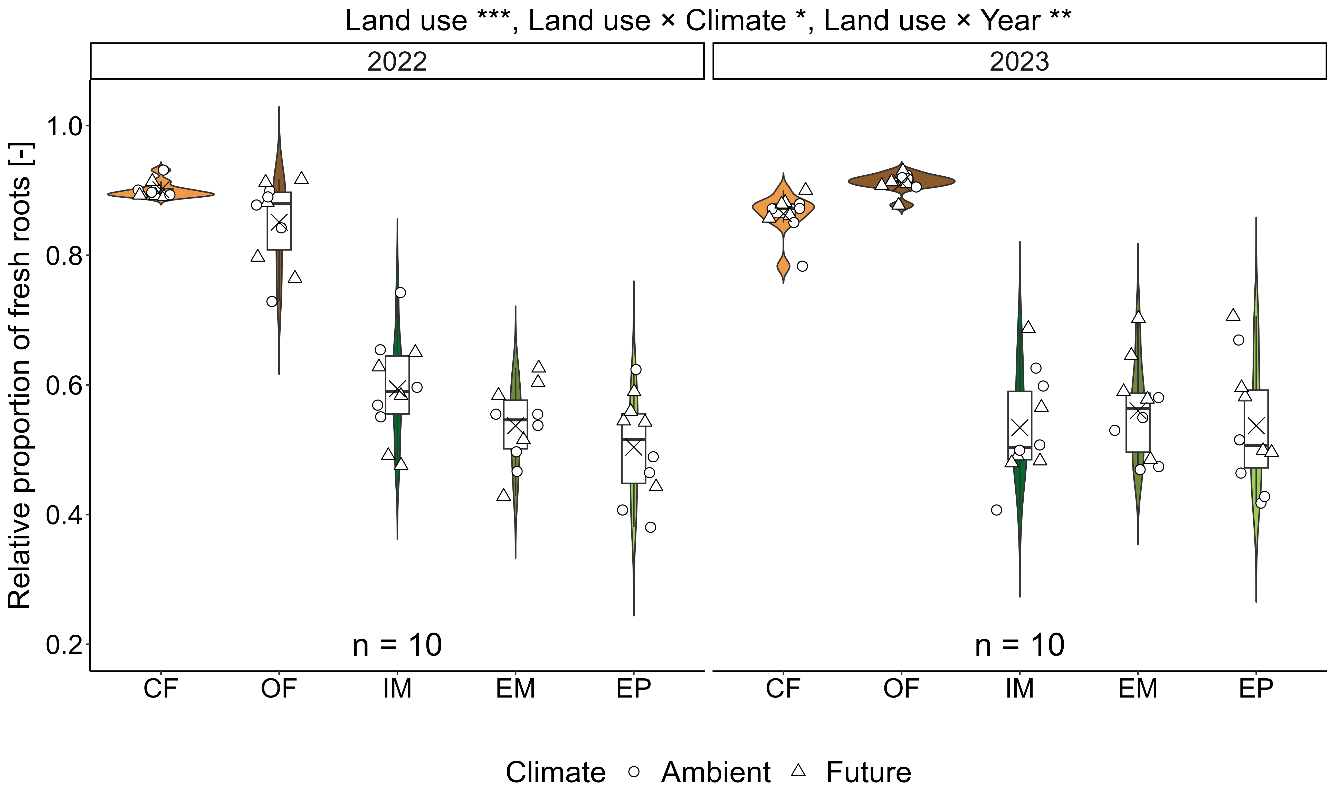 Land use ***, Land use × Climate *, Land use × Year **
2022
2023
Relative proportion of fresh roots [-]
1.0
0.8
0.6
0.4
0.2
n = 10
n = 10
CF OF IM EM EP
CF OF IM EM EP
Climate Ambient Future